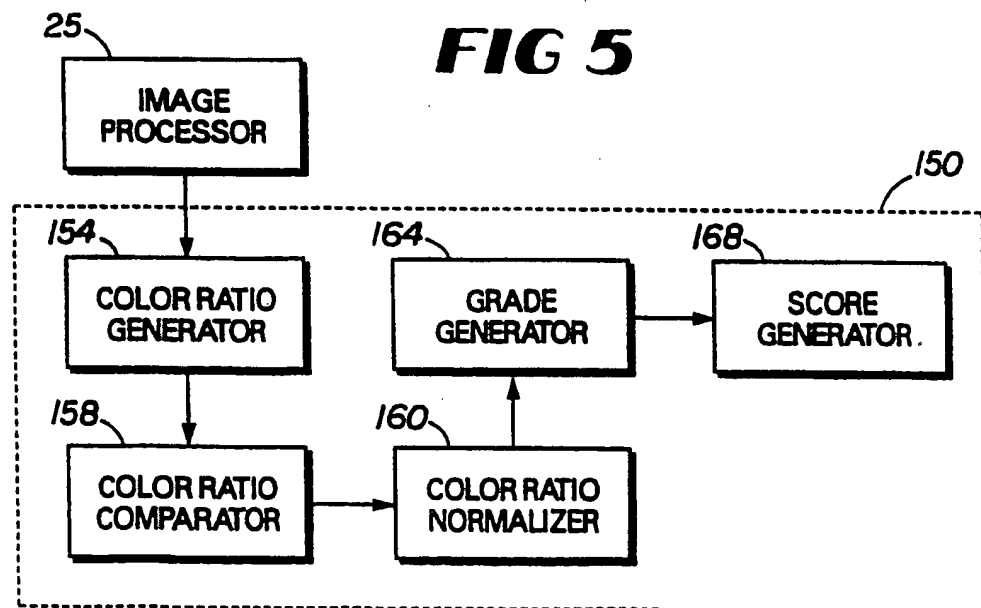 FIG 5
25
IMAGE
PROCESSOR
150
154
COLOR RATIO
GENERATOR
164
GRADE
GENERATOR
168
SCORE
GENERATOR.
158
COLOR RATIO
COMPARATOR
160
COLOR RATIO
NORMALIZER